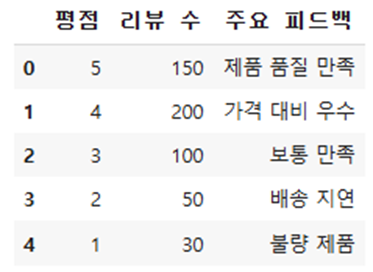 평점 리뷰 수 주요 피드백
0 5 150 제품 품질 만족
1 4 200 가격 대비 우수
2 3 100 보통 만족
3 2 50 배송 지연
4 1 30 불량 제품